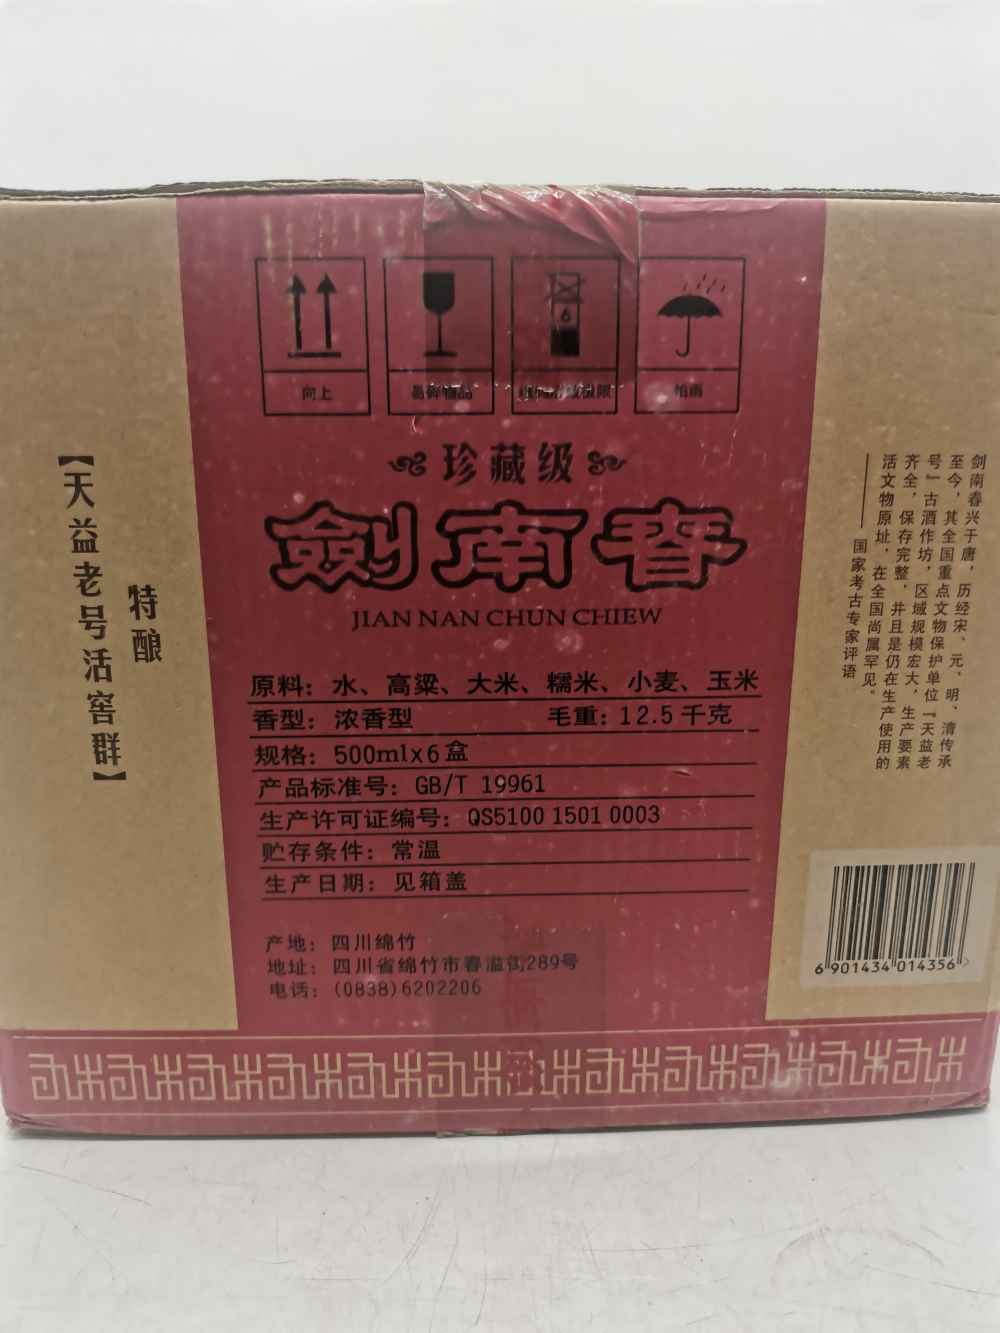 向上
易碎物品
6
怕雨
珍藏级
剑南春
JIAN NAN CHUN CHIEW
原料：水、高粱、大米、糯米、小麦、玉米
香型：浓香型 毛重：12.5 千克
规格：500mlx6盒
产品标准号：GB/T 19961
生产许可证编号：QS5100 1501 0003
贮存条件：常温
生产日期：见箱盖
产地：四川绵竹
地址：四川省绵竹市春溢街289号
电话：(0838)6202206
特酿
【天益老号活窖群】
剑南春兴于唐，历经宋、元、明、清传承
至今，其全国重点文物保护单位“天益老
号”古酒作坊，区域规模宏大，生产要素
齐全，保存完整，并且是仍在生产使用的
活文物原址，在全国尚属罕见。
——国家考古专家评语
6 901434 014356